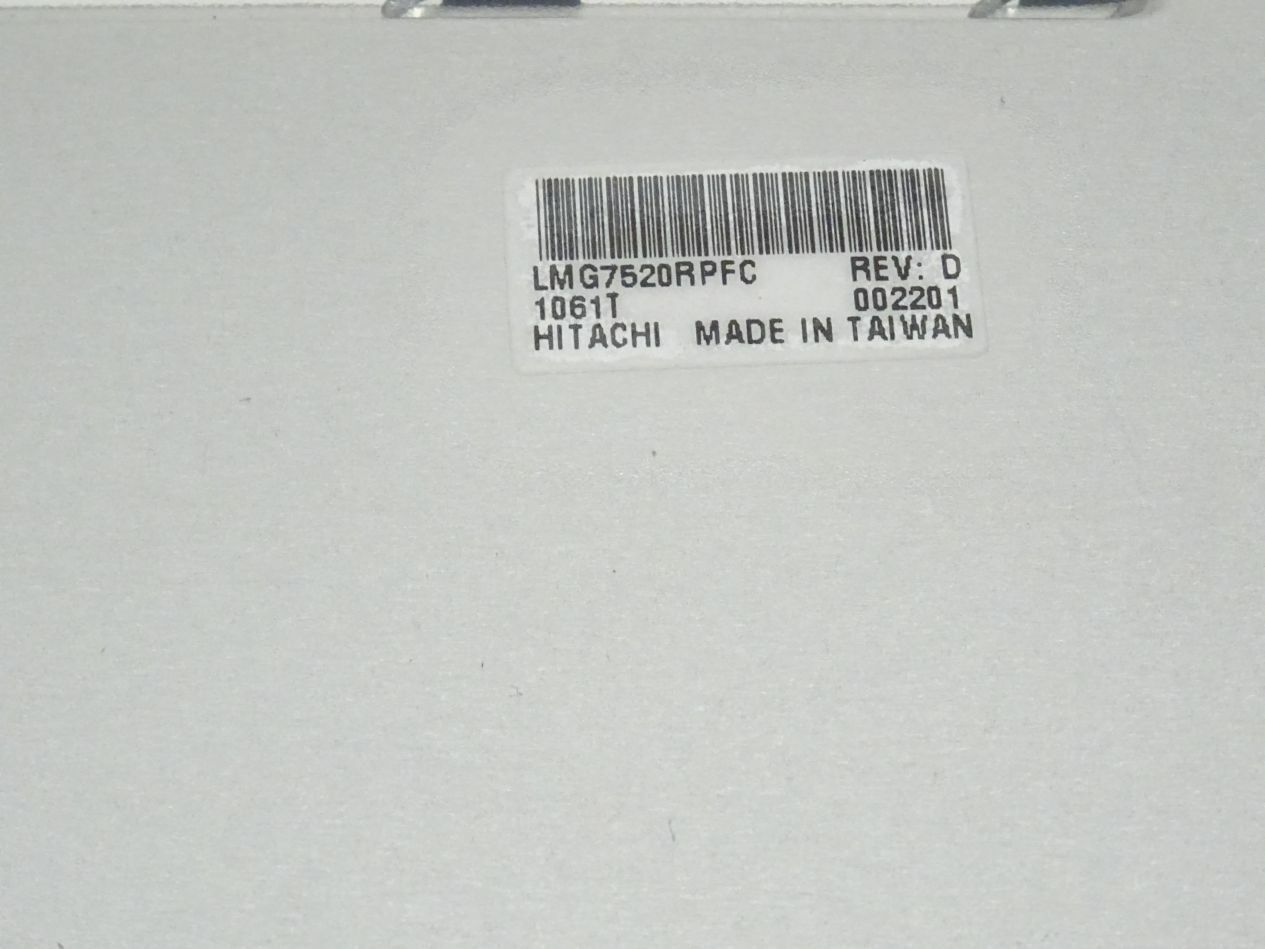 LMG7520RPFC REV: D
1061T 002201
HITACHI MADE IN TAIWAN